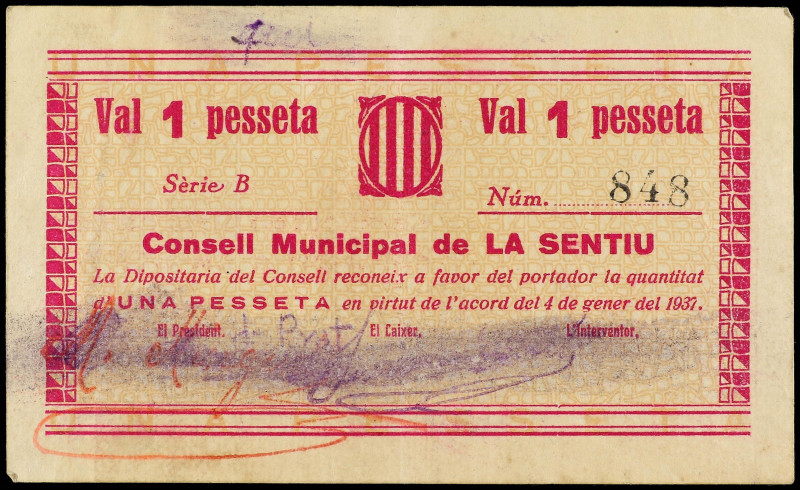 UNA PESSETA
Val 1 pesseta Val 1 pesseta
Sèrie B Núm. 848
Consell Municipal de LA SENTIU
La Dipositaria del Consell reconeix a favor del portador la quantitat
d'UNA PESSETA en virtut de l'acord del 4 de gener del 1937.
El President, El Caixer, L'Interventor,